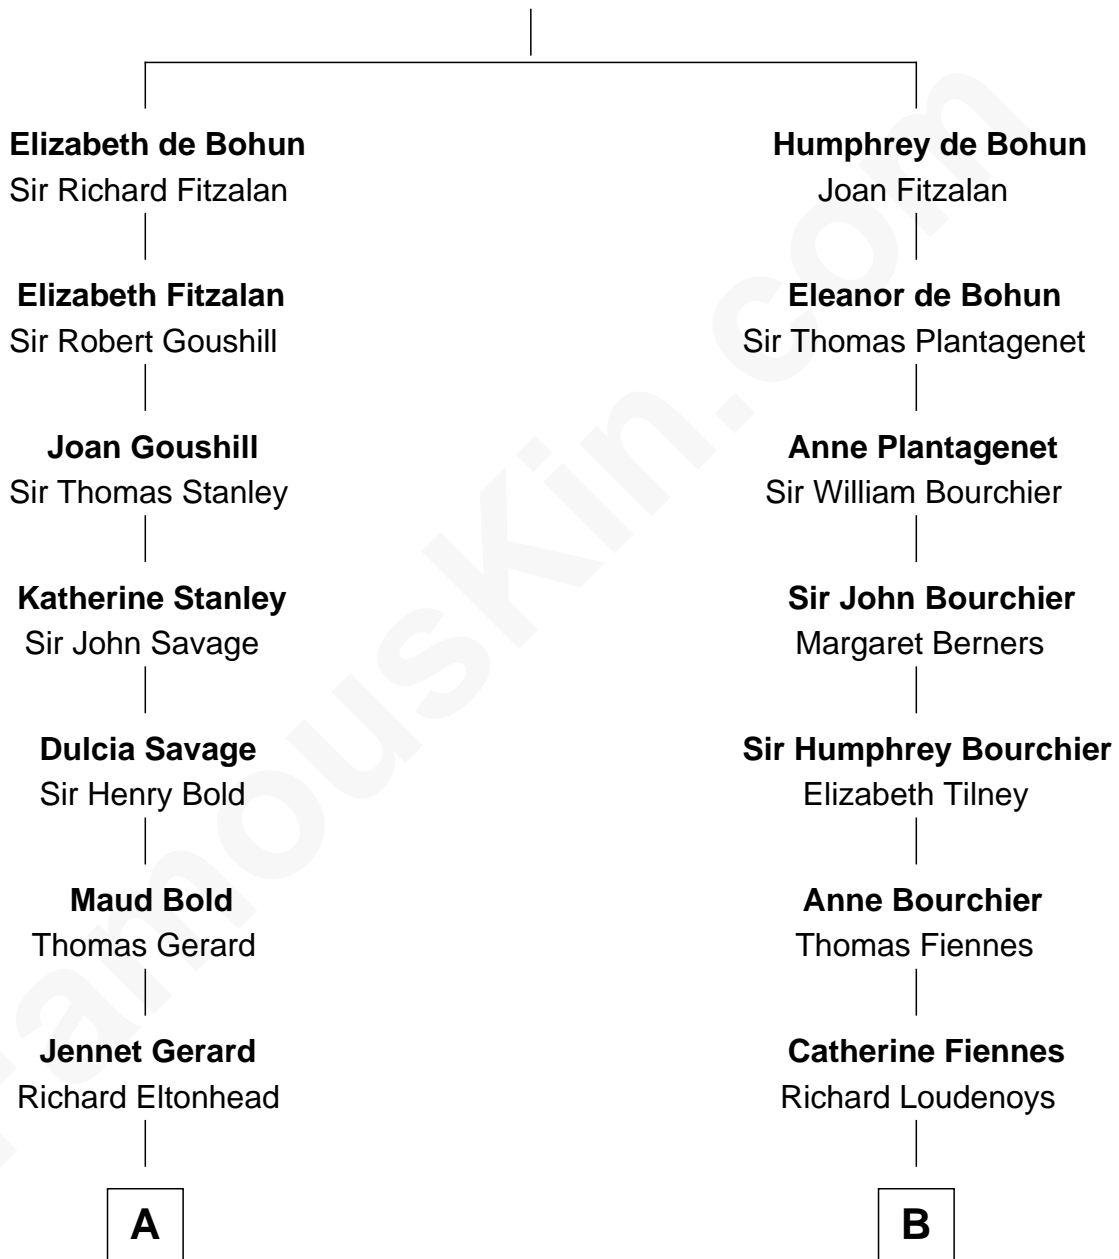 Elizabeth de Bohun
Sir Richard Fitzalan
Elizabeth Fitzalan
Sir Robert Goushill
Joan Goushill
Sir Thomas Stanley
Katherine Stanley
Sir John Savage
Dulcia Savage
Sir Henry Bold
Maud Bold
Thomas Gerard
Jennet Gerard
Richard Eltonhead
A
Humphrey de Bohun
Joan Fitzalan
Eleanor de Bohun
Sir Thomas Plantagenet
Anne Plantagenet
Sir William Bourchier
Sir John Bourchier
Margaret Berners
Sir Humphrey Bourchier
Elizabeth Tilney
Anne Bourchier
Thomas Fiennes
Catherine Fiennes
Richard Loudenoys
B
FamousKin.com